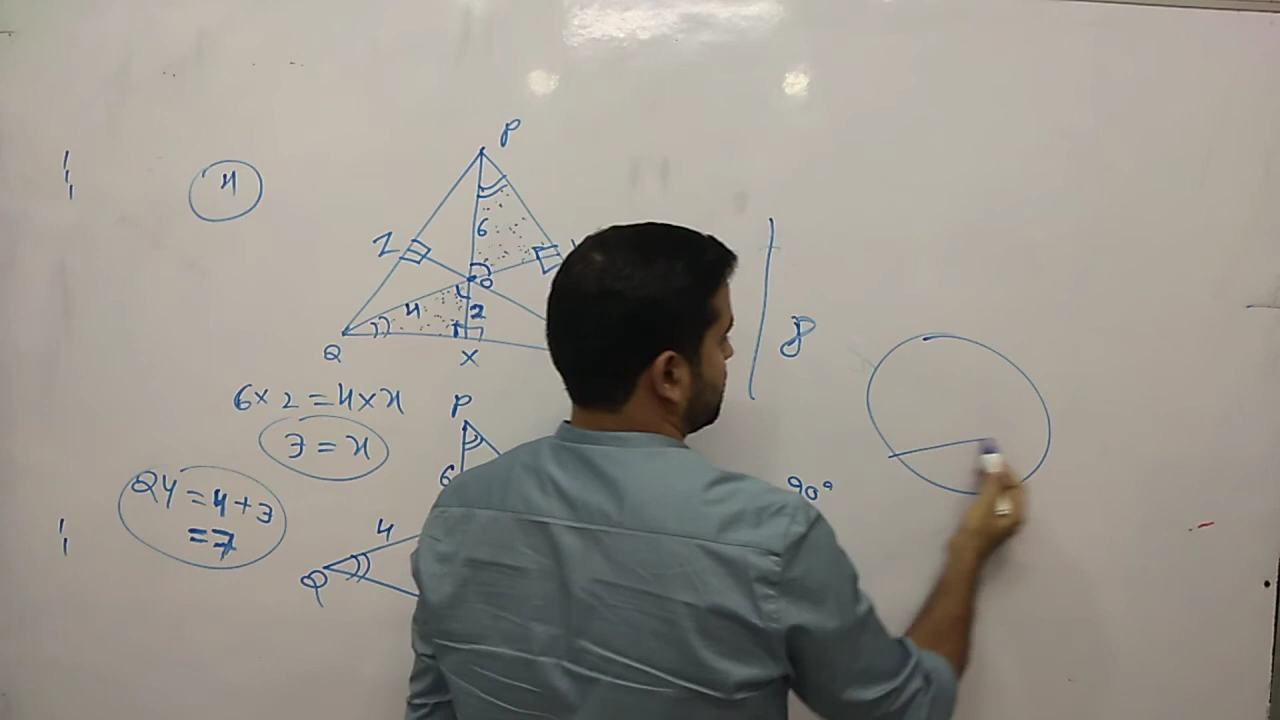 4
P
Z
6
O
4
2
Q
X
6 × 2 = 4 × x
3 = x
QY = 4 + 3
= 7
P
6
4
Q
8
90°